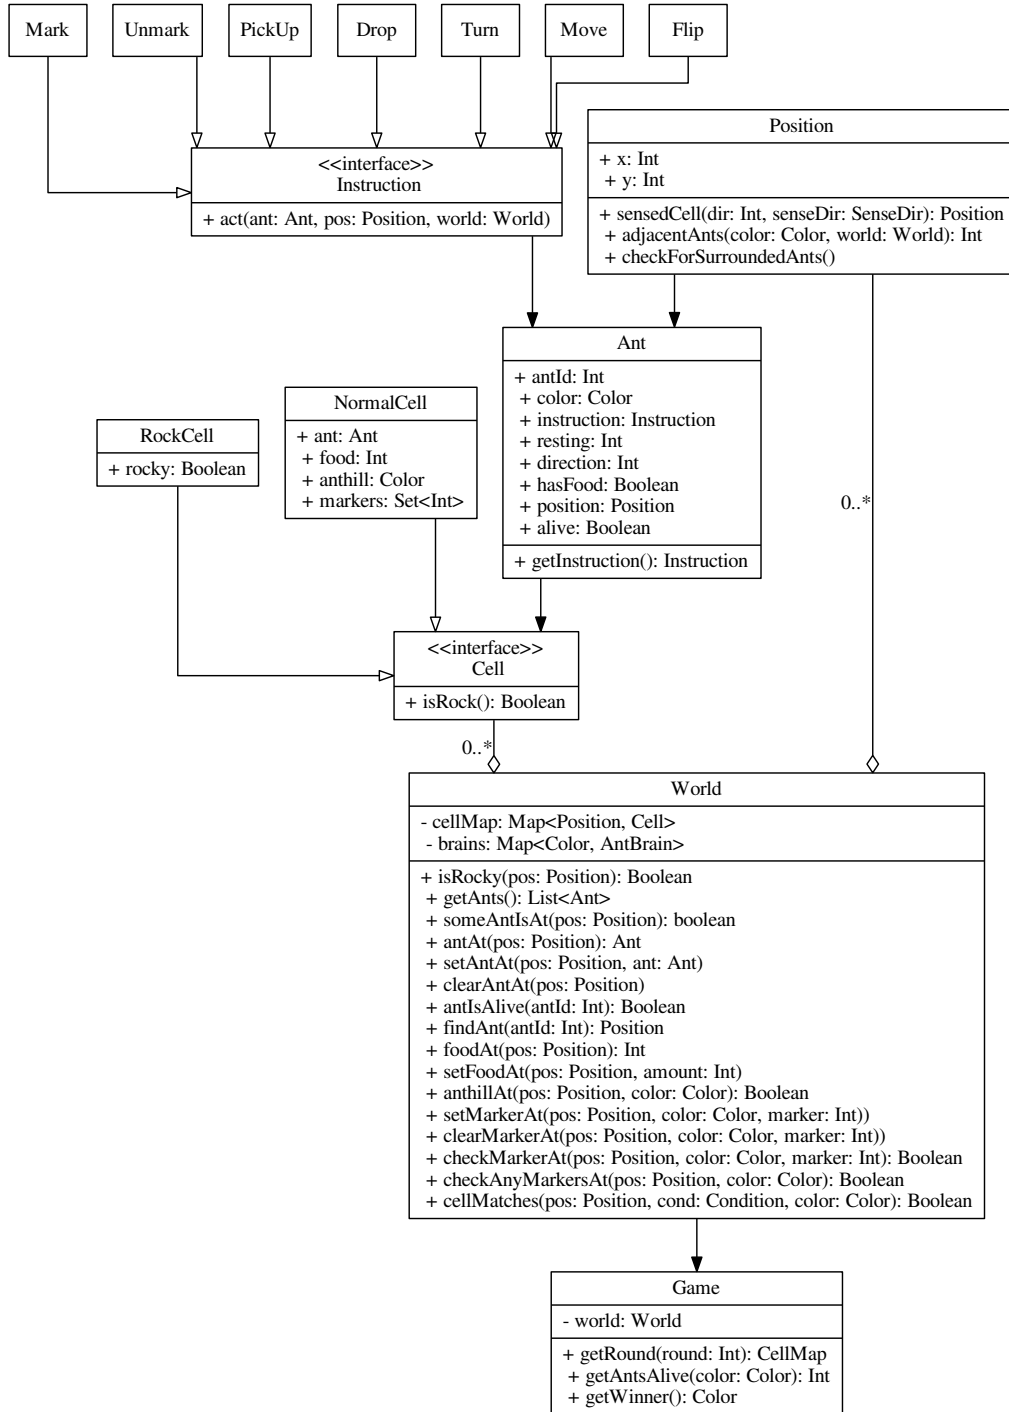 Mark
Unmark
PickUp
Drop
Turn
Move
Flip
<<interface>>
Instruction
+ act(ant: Ant, pos: Position, world: World)
Position
+ x: Int
+ y: Int
+ sensedCell(dir: Int, senseDir: SenseDir): Position
+ adjacentAnts(color: Color, world: World): Int
+ checkForSurroundedAnts()
Ant
+ antId: Int
+ color: Color
+ instruction: Instruction
+ resting: Int
+ direction: Int
+ hasFood: Boolean
+ position: Position
+ alive: Boolean
+ getInstruction(): Instruction
NormalCell
+ ant: Ant
+ food: Int
+ anthill: Color
+ markers: Set<Int>
RockCell
+ rocky: Boolean
0..*
<<interface>>
Cell
+ isRock(): Boolean
0..*
World
- cellMap: Map<Position, Cell>
- brains: Map<Color, AntBrain>
+ isRocky(pos: Position): Boolean
+ getAnts(): List<Ant>
+ someAntIsAt(pos: Position): boolean
+ antAt(pos: Position): Ant
+ setAntAt(pos: Position, ant: Ant)
+ clearAntAt(pos: Position)
+ antIsAlive(antId: Int): Boolean
+ findAnt(antId: Int): Position
+ foodAt(pos: Position): Int
+ setFoodAt(pos: Position, amount: Int)
+ anthillAt(pos: Position, color: Color): Boolean
+ setMarkerAt(pos: Position, color: Color, marker: Int))
+ clearMarkerAt(pos: Position, color: Color, marker: Int))
+ checkMarkerAt(pos: Position, color: Color, marker: Int): Boolean
+ checkAnyMarkersAt(pos: Position, color: Color): Boolean
+ cellMatches(pos: Position, cond: Condition, color: Color): Boolean
Game
- world: World
+ getRound(round: Int): CellMap
+ getAntsAlive(color: Color): Int
+ getWinner(): Color